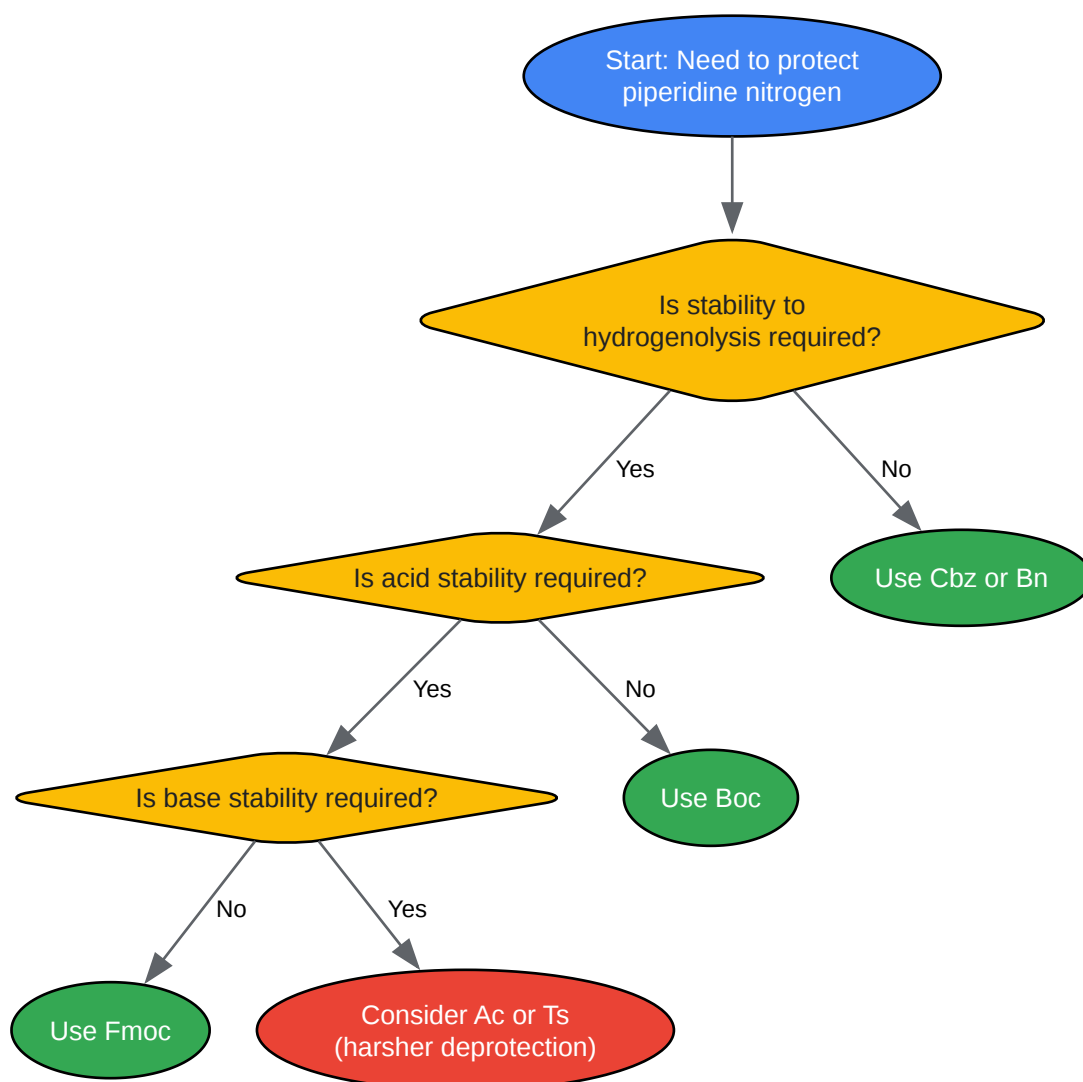 Start: Need to protect
piperidine nitrogen
Is stability to
hydrogenolysis required?
Yes
No
Is acid stability required?
Use Cbz or Bn
Yes
No
Is base stability required?
Use Boc
No
Yes
Use Fmoc
Consider Ac or Ts
(harsher deprotection)